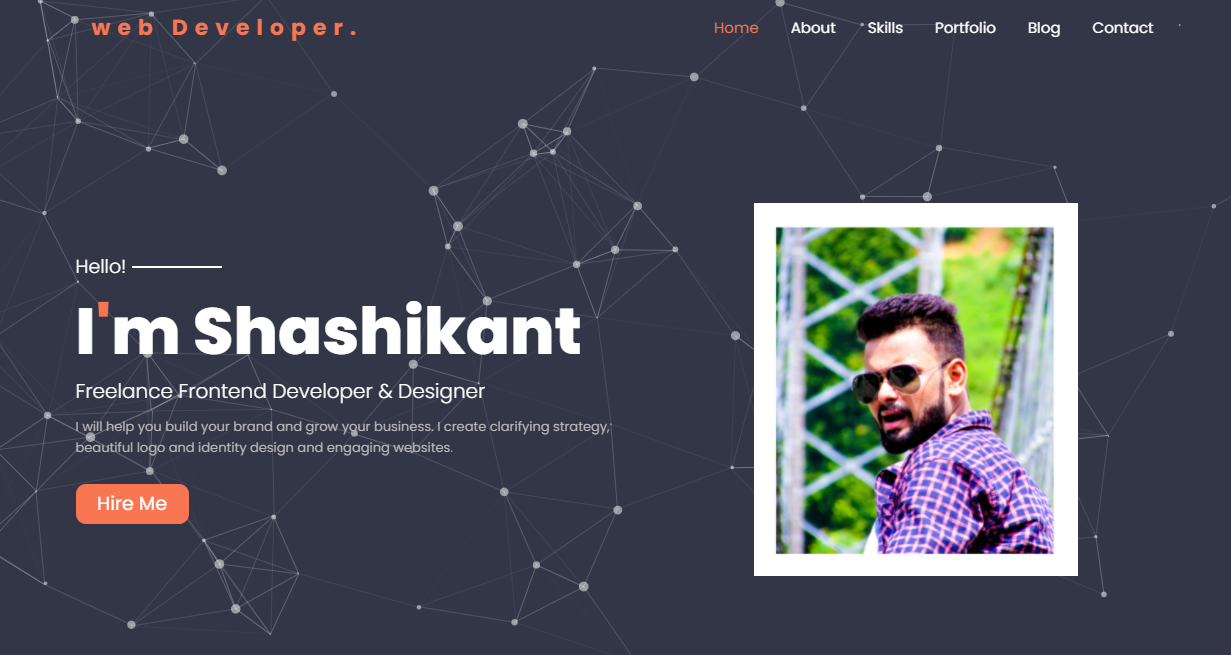 web Developer.
Home About Skills Portfolio Blog Contact
Hello!
I'm Shashikant
Freelance Frontend Developer & Designer
I will help you build your brand and grow your business. I create clarifying strategy,
beautiful logo and identity design and engaging websites.
Hire Me